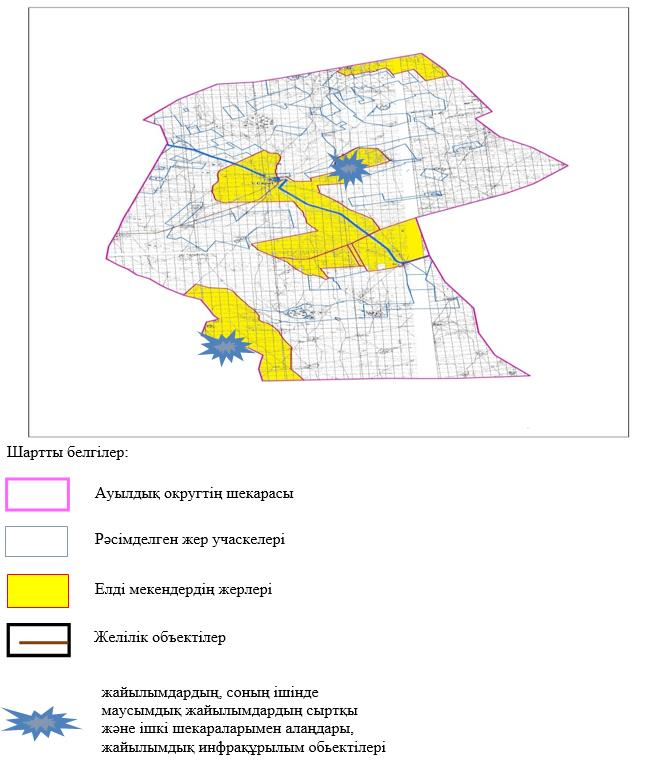 Шартты белгілер:
Ауылдық округтің шекарасы
Рәсімделген жер учаскелері
Елді мекендердің жерлері
Желілік объектілер
жайылымдардың, соның ішінде
маусымдық жайылымдардың сыртқы
және ішкі шекараларымен алаңдары,
жайылымдық инфрақұрылым обьектілері